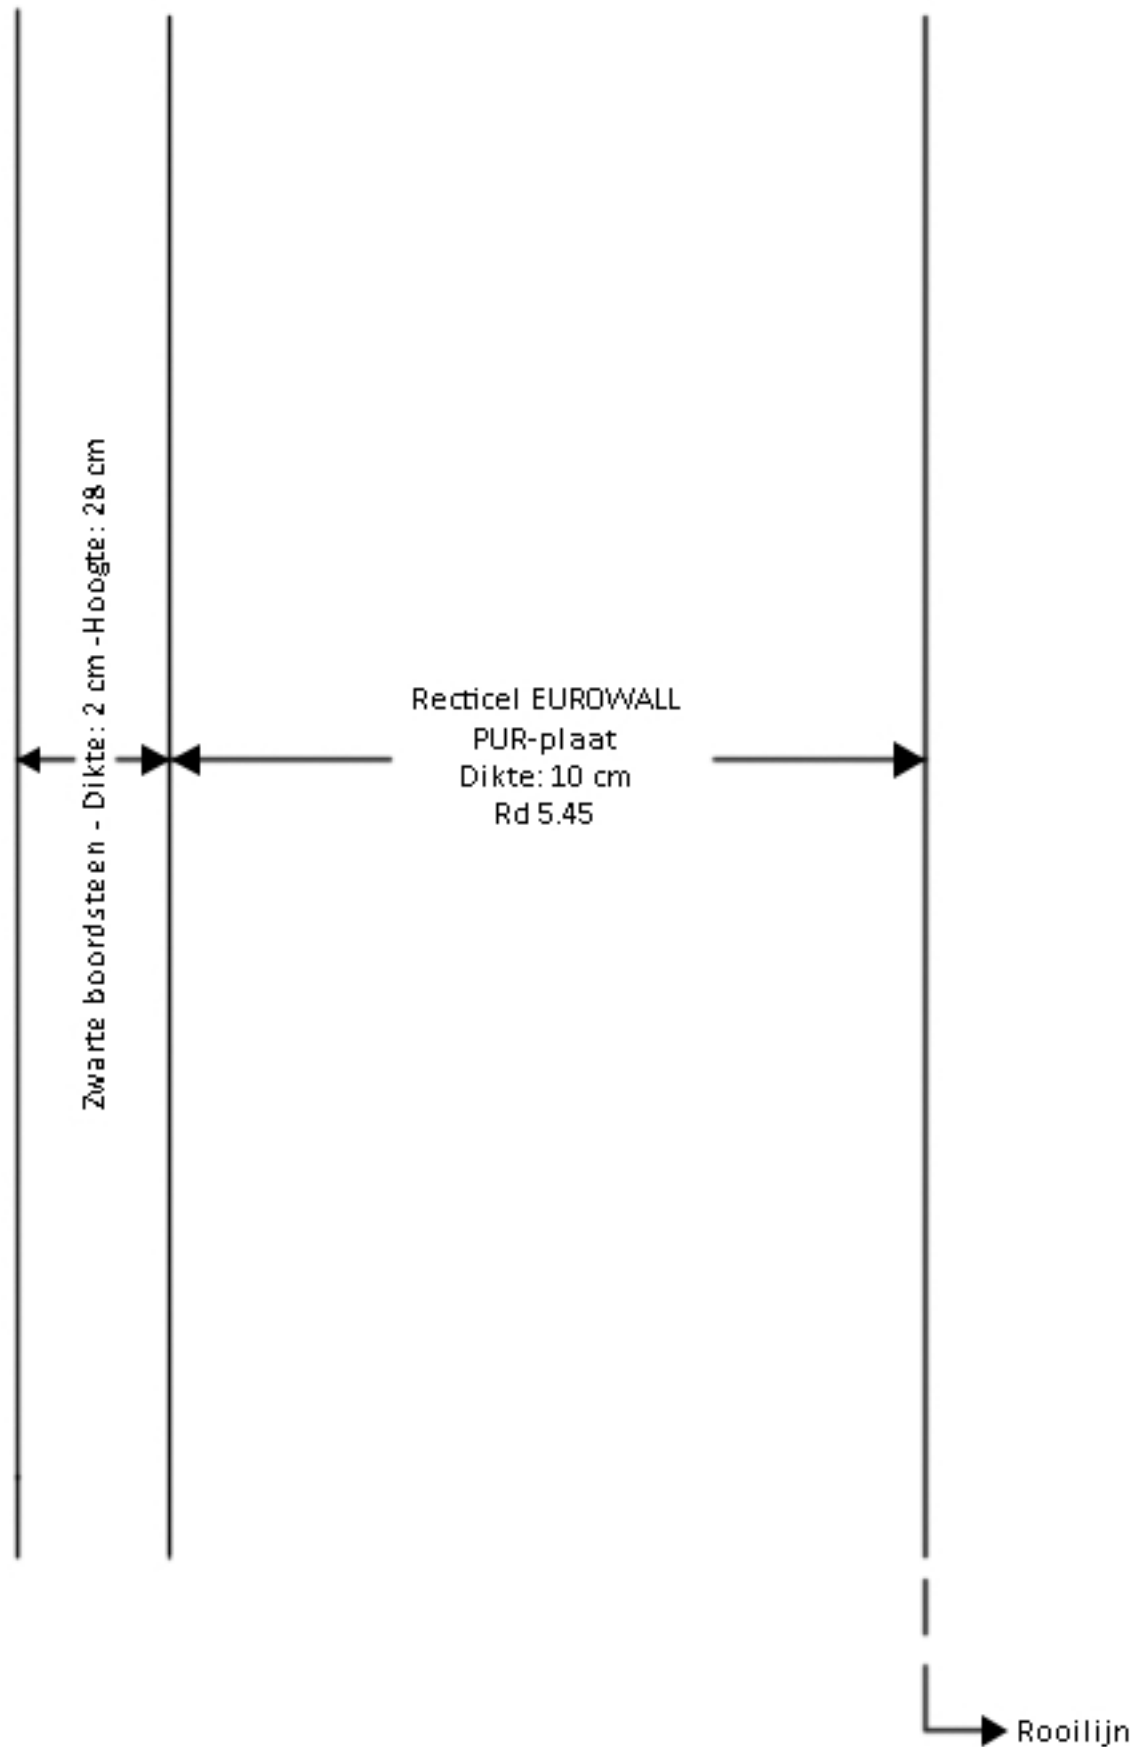 Zwarte boordsteen - Dikte: 2 cm -Hoogte: 28 cm
Recticel EUROWALL
PUR-plaat
Dikte: 10 cm
Rd 5.45
Rooilijn